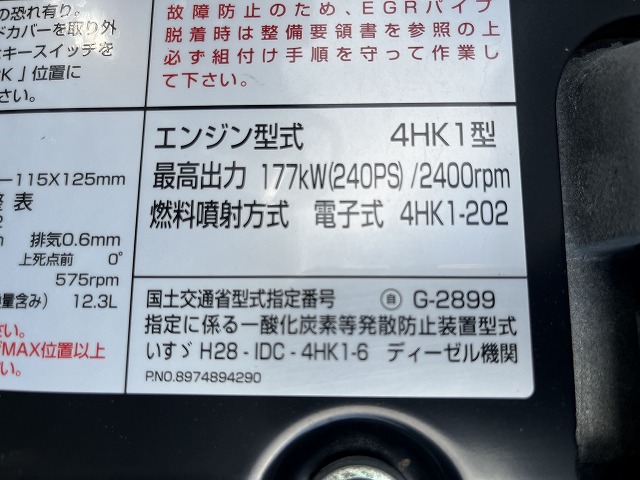 の恐れ有り。
ドカバーを取り外
キースイッチを
K」位置に
さい。
故障防止のため、EGRパイプ
脱着時は整備要領書を参照の上
必ず組付け手順を守って作業し
て下さい。
ー115X125mm
整 表
2
m 排気0.6mm
上死点前 0°
575rpm
量含み) 12.3L
さい。
MAX位置以上
さい。
エンジン型式 4HK1型
最高出力 177kW(240PS)/2400rpm
燃料噴射方式 電子式 4HK1-202
国土交通省型式指定番号 ㊀自 G-2899
指定に係る一酸化炭素等発散防止装置型式
いすゞ H28 - IDC - 4HK1-6 ディーゼル機関
P.NO.8974894290